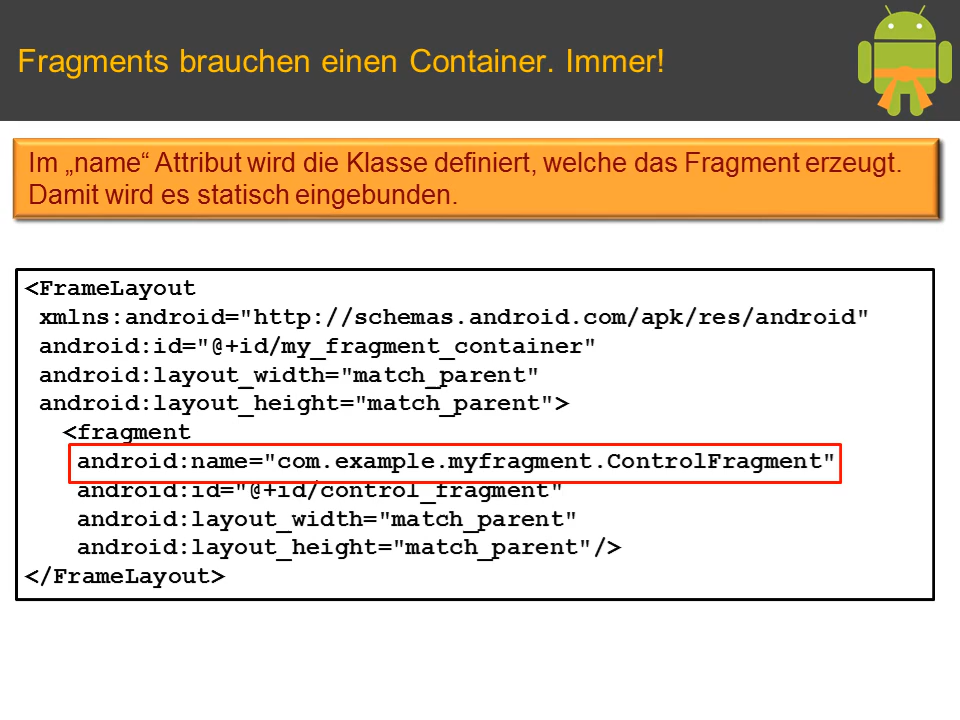 Fragments brauchen einen Container. Immer!
Im „name“ Attribut wird die Klasse definiert, welche das Fragment erzeugt.
Damit wird es statisch eingebunden.
<FrameLayout
xmlns:android="http://schemas.android.com/apk/res/android"
android:id="@+id/my_fragment_container"
android:layout_width="match_parent"
android:layout_height="match_parent">
<fragment
android:name="com.example.myfragment.ControlFragment"
android:id="@+id/control_fragment"
android:layout_width="match_parent"
android:layout_height="match_parent"/>
</FrameLayout>